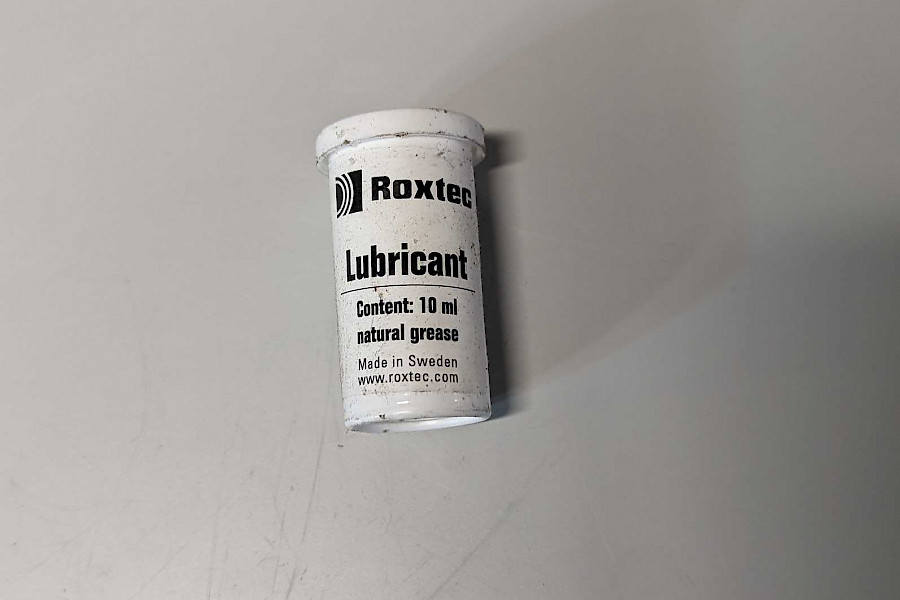 Roxtec
Lubricant
Content: 10 ml
natural grease
Made in Sweden
www.roxtec.com